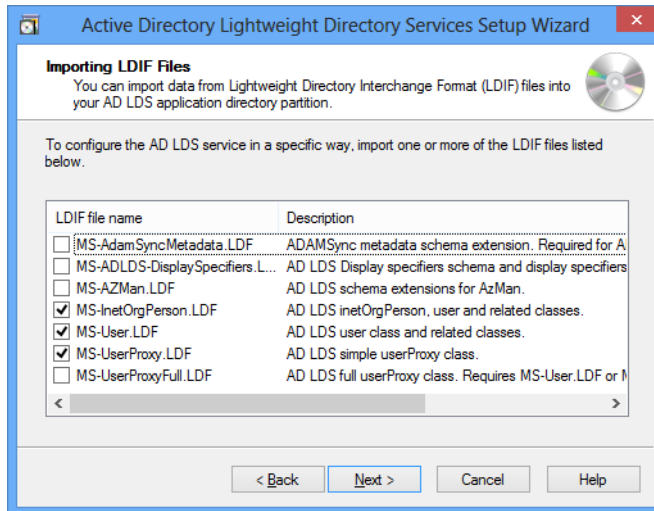 Active Directory Lightweight Directory Services Setup Wizard
Importing LDIF Files
You can import data from Lightweight Directory Interchange Format (LDIF) files into
your AD LDS application directory partition.
To configure the AD LDS service in a specific way, import one or more of the LDIF files listed
below.
LDIF file name Description
MS-AdamSyncMetadata.LDF ADAMSync metadata schema extension. Required for A
MS-ADLDS-DisplaySpecifiers.L... AD LDS Display specifiers schema and display specifiers
MS-AZMan.LDF AD LDS schema extensions for AzMan.
MS-InetOrgPerson.LDF AD LDS inetOrgPerson, user and related classes.
MS-User.LDF AD LDS user class and related classes.
MS-UserProxy.LDF AD LDS simple userProxy class.
MS-UserProxyFull.LDF AD LDS full userProxy class. Requires MS-User.LDF or M
< Back Next > Cancel Help